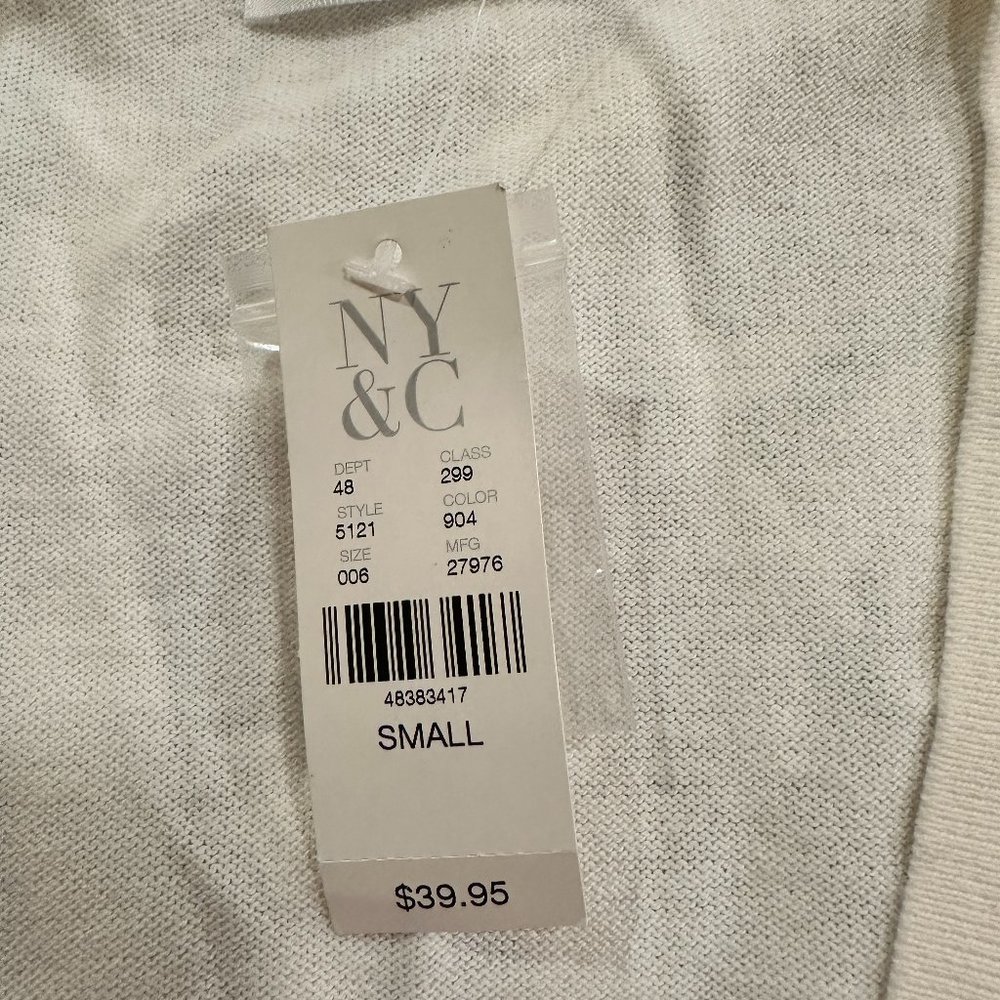 NY
&C
DEPT CLASS
48 299
STYLE COLOR
5121 904
SIZE MFG
006 27976
48383417
SMALL
$39.95